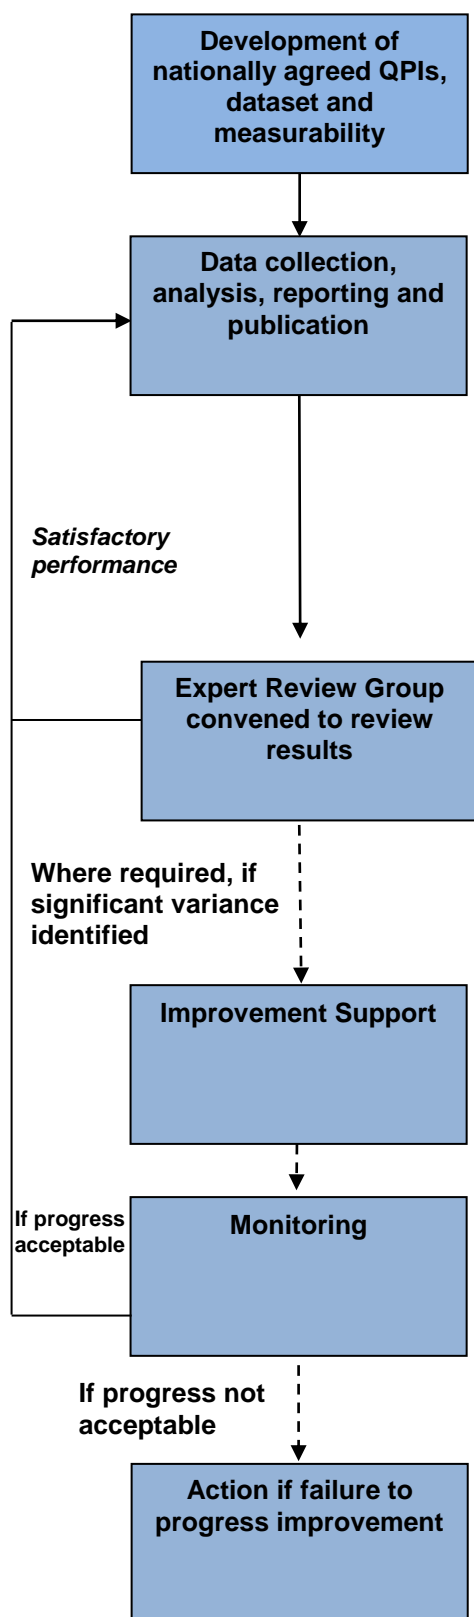 Development of
nationally agreed QPIs,
dataset and
measurability
Data collection,
analysis, reporting and
publication
Satisfactory
performance
Expert Review Group
convened to review
results
Where required, if
significant variance
identified
Improvement Support
If progress
acceptable
Monitoring
If progress not
acceptable
Action if failure to
progress improvement